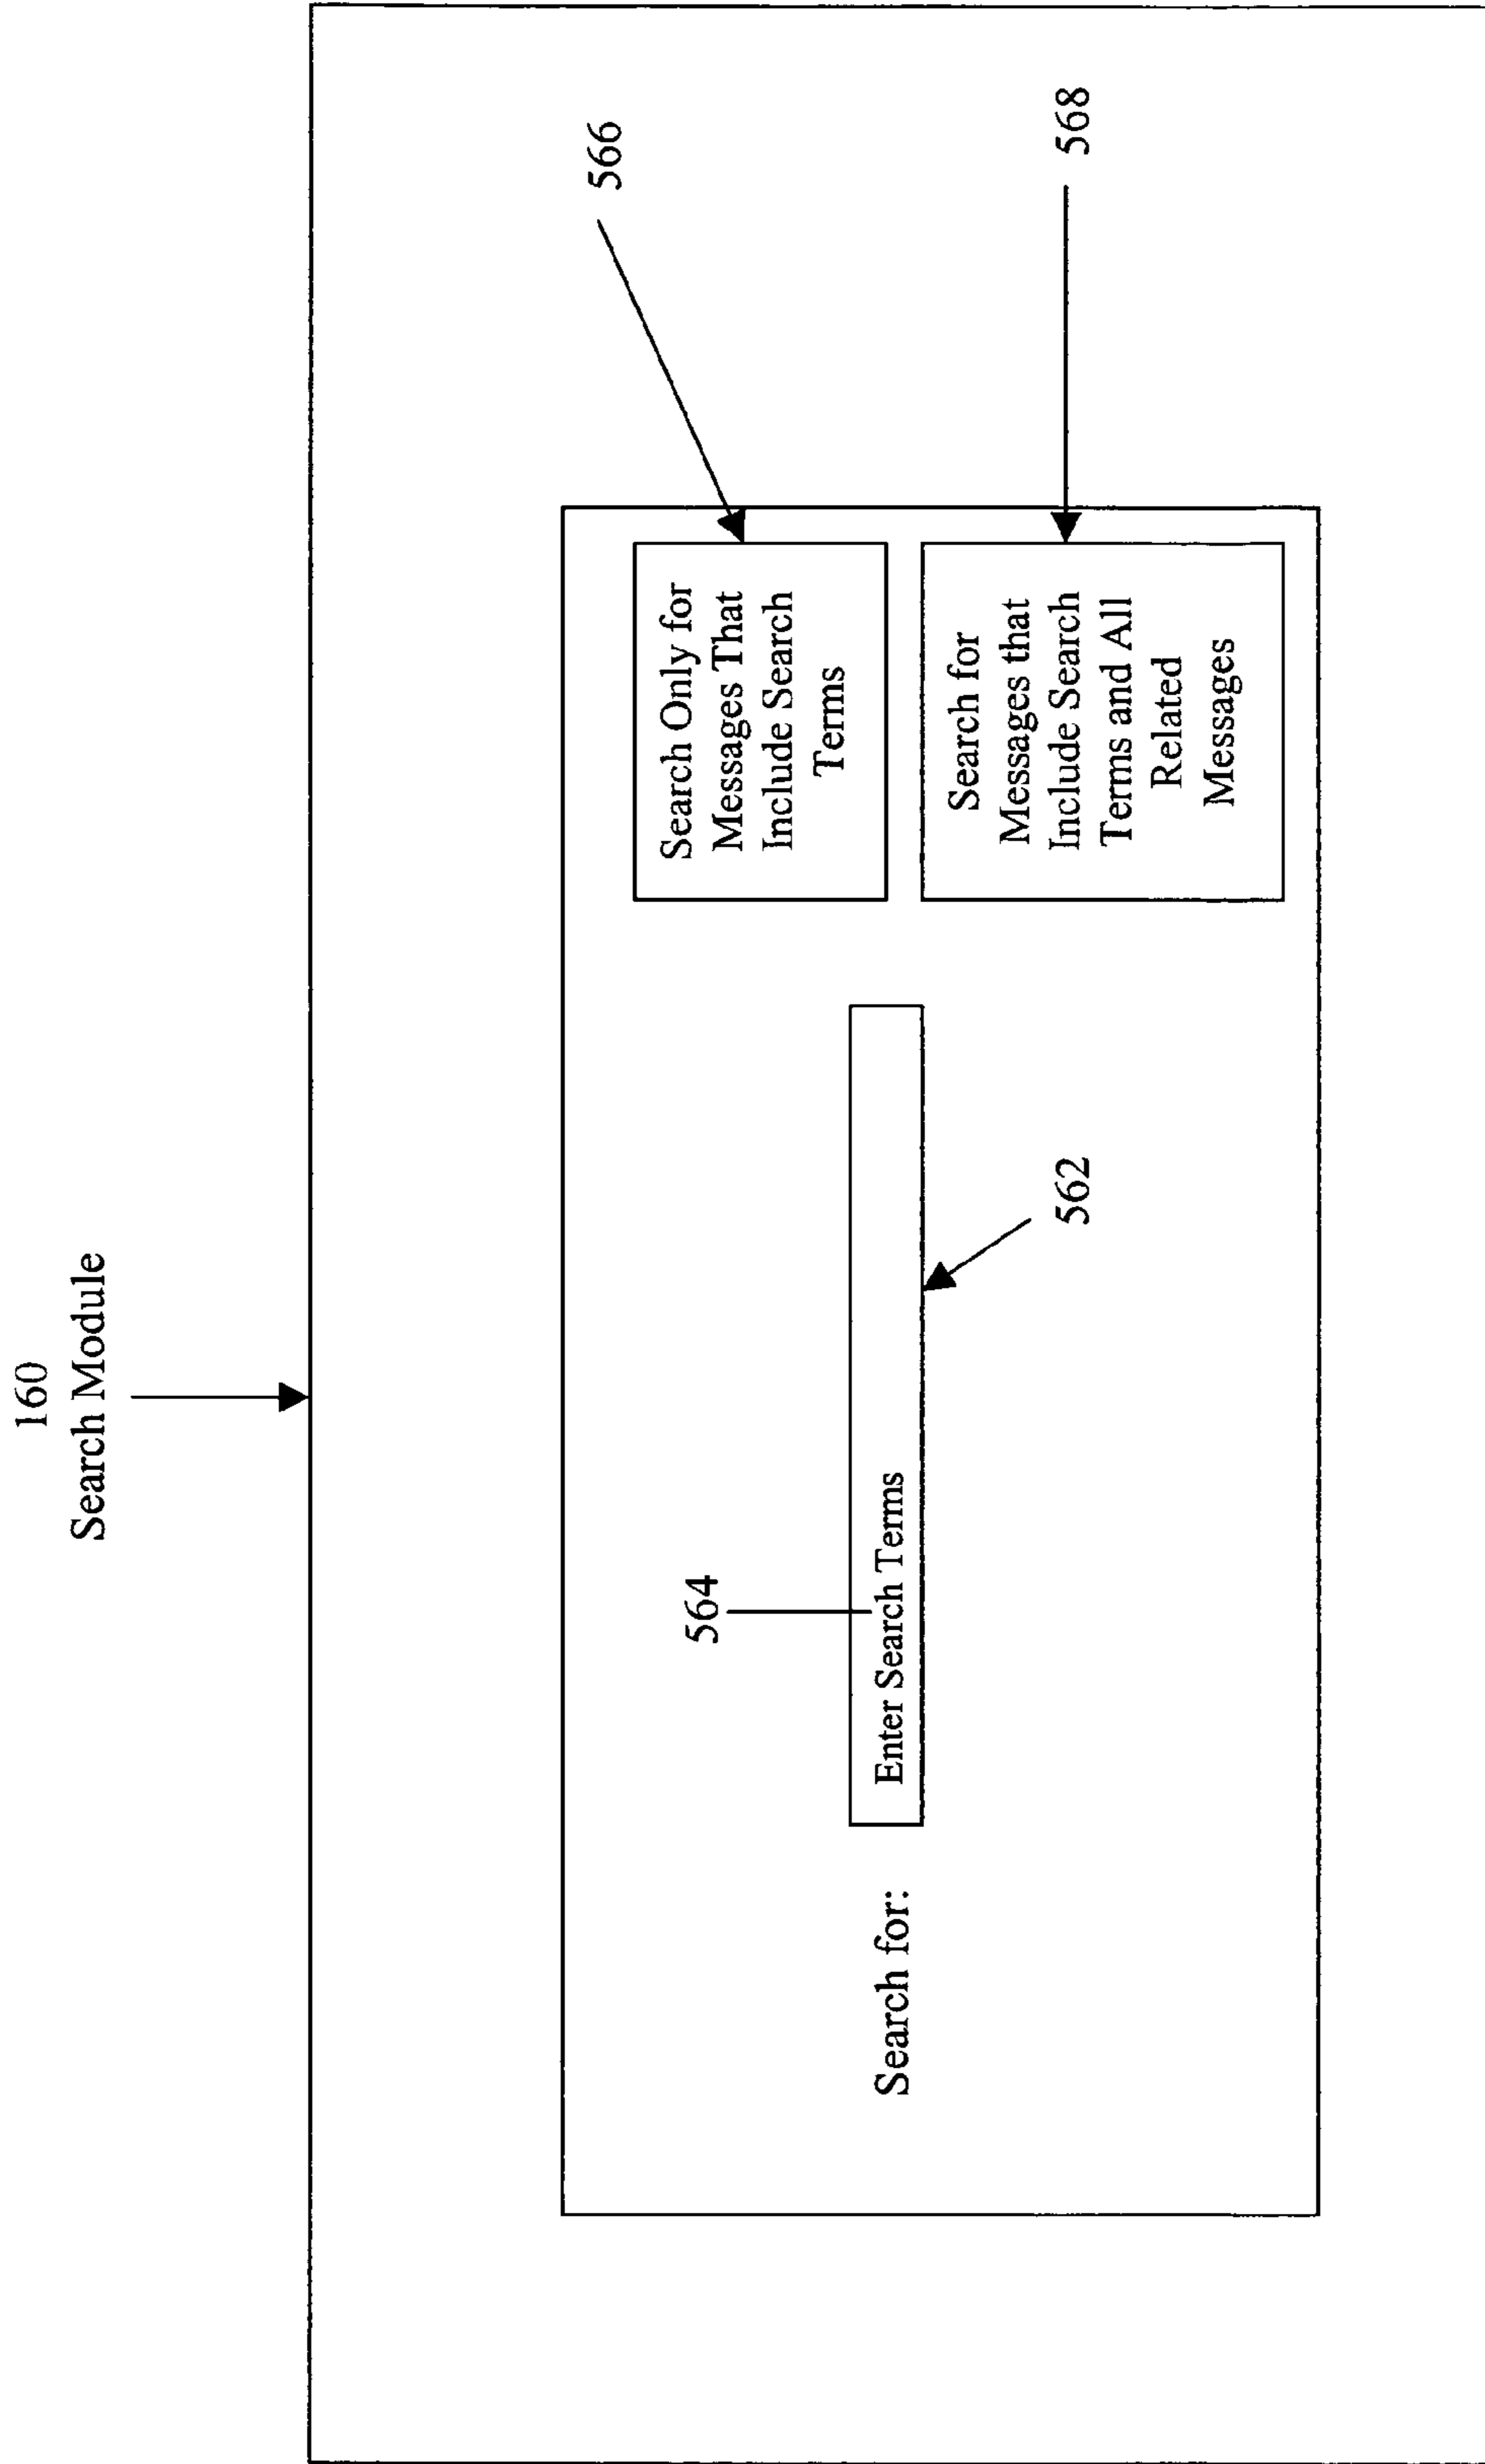 160
Search Module
566
Search Only for
Messages That
Include Search
Terms
564
Search for:
Enter Search Terms
562
Search for
Messages that
Include Search
Terms and All
Related
Messages
568